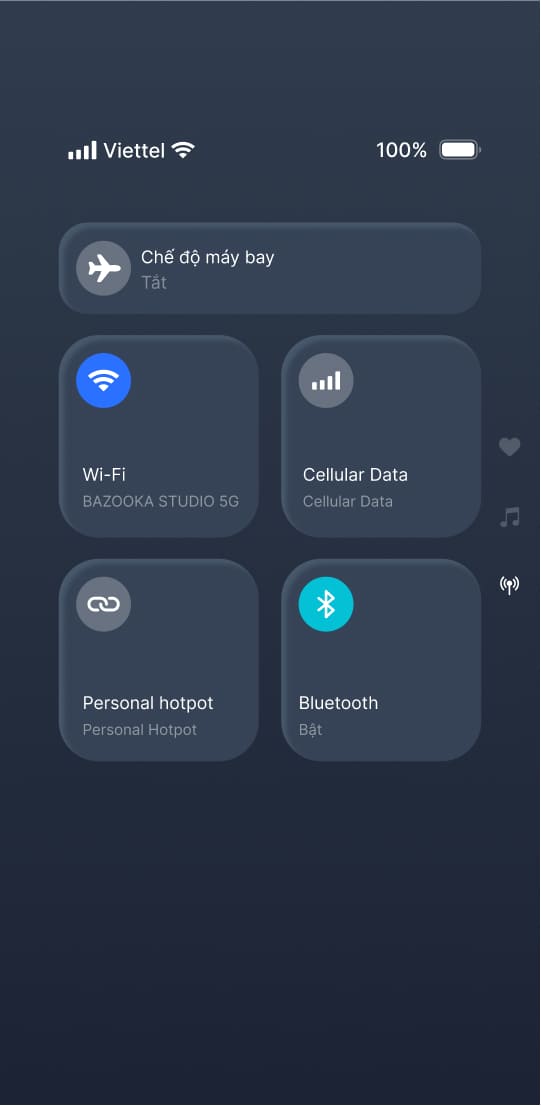 Viettel 100%
Chế độ máy bay
Tắt
Wi-Fi
BAZOOKA STUDIO 5G
Cellular Data
Cellular Data
Personal hotpot
Personal Hotpot
Bluetooth
Bật